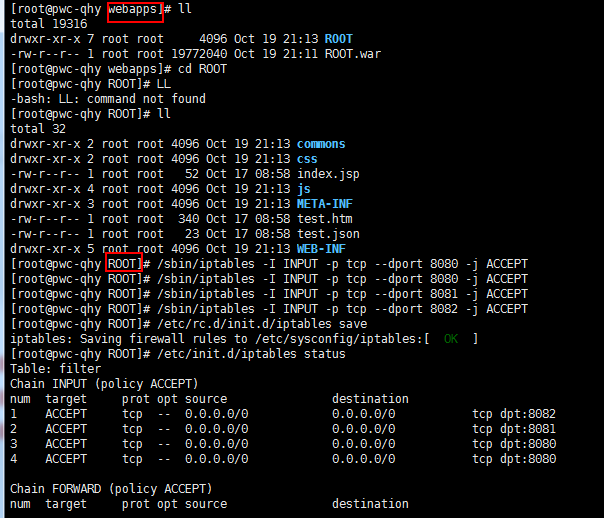 [root@pwc-qhy webapps]# ll
total 19316
drwxr-xr-x 7 root root     4096 Oct 19 21:13 ROOT
-rw-r--r-- 1 root root 19772040 Oct 19 21:11 ROOT.war
[root@pwc-qhy webapps]# cd ROOT
[root@pwc-qhy ROOT]# LL
-bash: LL: command not found
[root@pwc-qhy ROOT]# ll
total 32
drwxr-xr-x 2 root root 4096 Oct 19 21:13 commons
drwxr-xr-x 2 root root 4096 Oct 19 21:13 css
-rw-r--r-- 1 root root   52 Oct 17 08:58 index.jsp
drwxr-xr-x 4 root root 4096 Oct 19 21:13 js
drwxr-xr-x 3 root root 4096 Oct 19 21:13 META-INF
-rw-r--r-- 1 root root  340 Oct 17 08:58 test.htm
-rw-r--r-- 1 root root   23 Oct 17 08:58 test.json
drwxr-xr-x 5 root root 4096 Oct 19 21:13 WEB-INF
[root@pwc-qhy ROOT]# /sbin/iptables -I INPUT -p tcp --dport 8080 -j ACCEPT
[root@pwc-qhy ROOT]# /sbin/iptables -I INPUT -p tcp --dport 8080 -j ACCEPT
[root@pwc-qhy ROOT]# /sbin/iptables -I INPUT -p tcp --dport 8081 -j ACCEPT
[root@pwc-qhy ROOT]# /sbin/iptables -I INPUT -p tcp --dport 8082 -j ACCEPT
[root@pwc-qhy ROOT]# /etc/rc.d/init.d/iptables save
iptables: Saving firewall rules to /etc/sysconfig/iptables:[  OK  ]
[root@pwc-qhy ROOT]# /etc/init.d/iptables status
Table: filter
Chain INPUT (policy ACCEPT)
num  target     prot opt source               destination
1    ACCEPT     tcp  --  0.0.0.0/0            0.0.0.0/0           tcp dpt:8082
2    ACCEPT     tcp  --  0.0.0.0/0            0.0.0.0/0           tcp dpt:8081
3    ACCEPT     tcp  --  0.0.0.0/0            0.0.0.0/0           tcp dpt:8080
4    ACCEPT     tcp  --  0.0.0.0/0            0.0.0.0/0           tcp dpt:8080
Chain FORWARD (policy ACCEPT)
num  target     prot opt source               destination